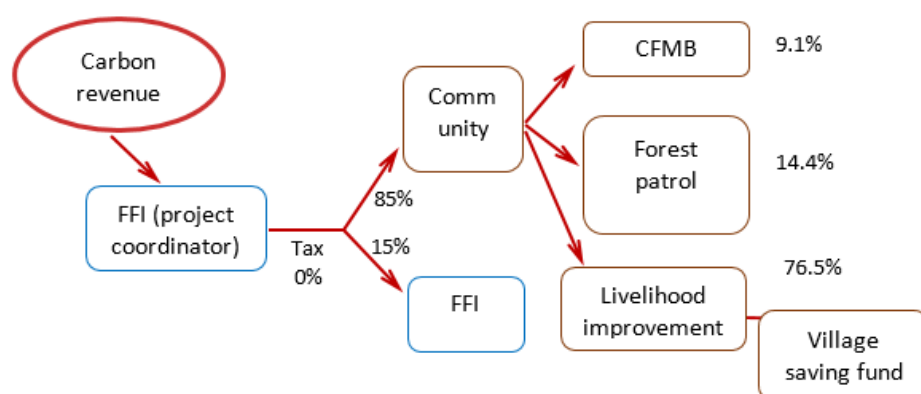 Carbon
revenue
FFI (project
coordinator)
Tax
0%
85%
15%
Comm
unity
FFI
CFMB
9.1%
Forest
patrol
14.4%
76.5%
Livelihood
improvement
Village
saving fund